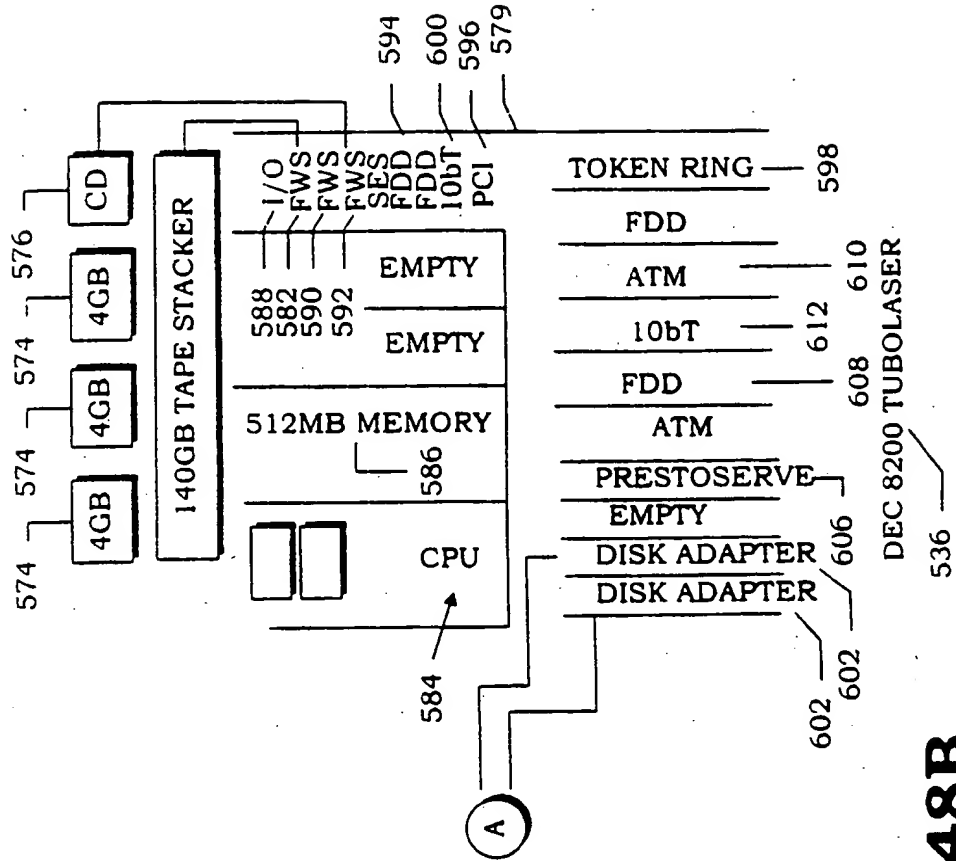 576
574
574
574
4GB
4GB
4GB
CD
140GB TAPE STACKER
588
582
590
592
I/O
FWS
FWS
FWS
SES
FDD
FDD
10bT
PCI
594
600
596
579
CPU
584
512MB MEMORY
586
EMPTY
EMPTY
A
DISK ADAPTER
DISK ADAPTER
EMPTY
PRESTOSERVE
ATM
FDD
10bT
ATM
FDD
TOKEN RING
602
602
606
608
612
610
598
DEC 8200 TUBOLASER
536
48B